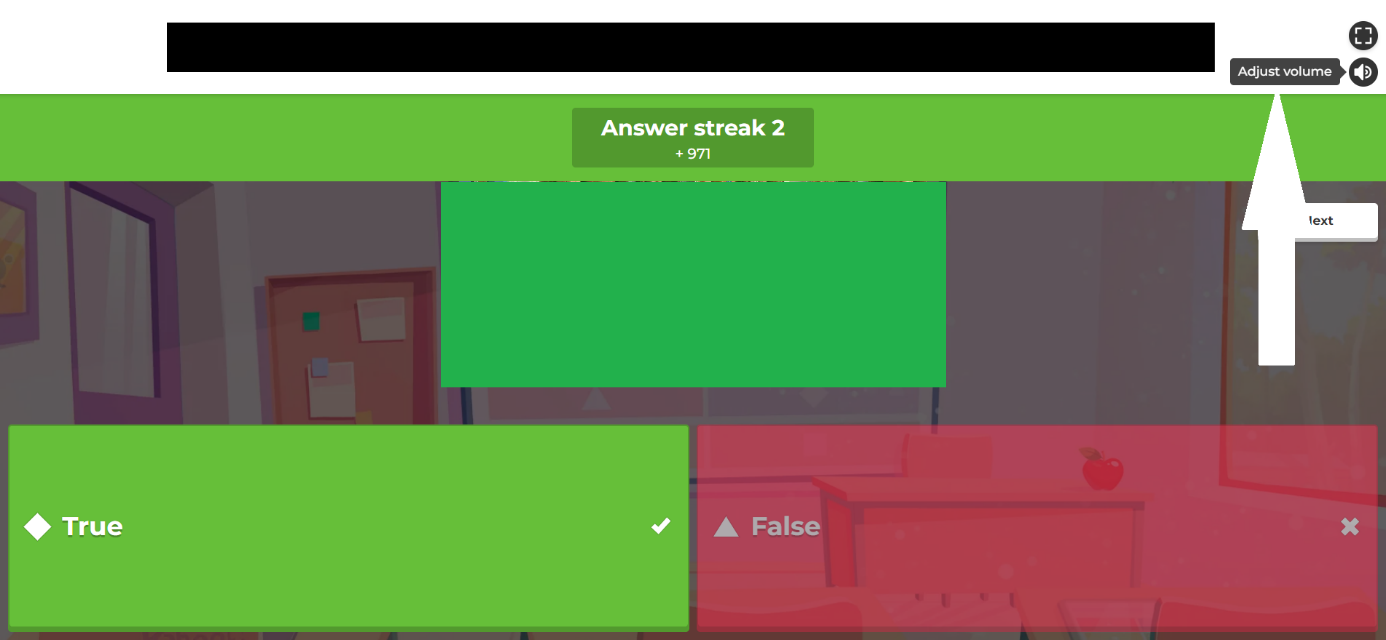 Adjust volume
Answer streak 2
+ 971
True
False